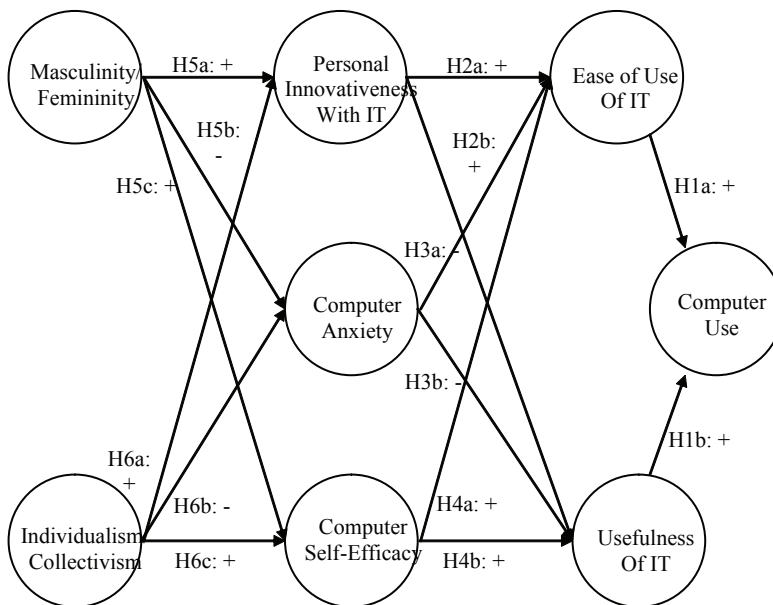 Masculinity/
Femininity
H5a: +
Personal
Innovativeness
With IT
H2a: +
Ease of Use
Of IT
H5b:
-
H2b:
+
H5c: +
H1a: +
H3a: -
Computer
Anxiety
Computer
Use
H3b: -
H6a:
+
H1b: +
H6b: -
H4a: +
Individualism
Collectivism
Computer
Self-Efficacy
Usefulness
Of IT
H6c: +
H4b: +